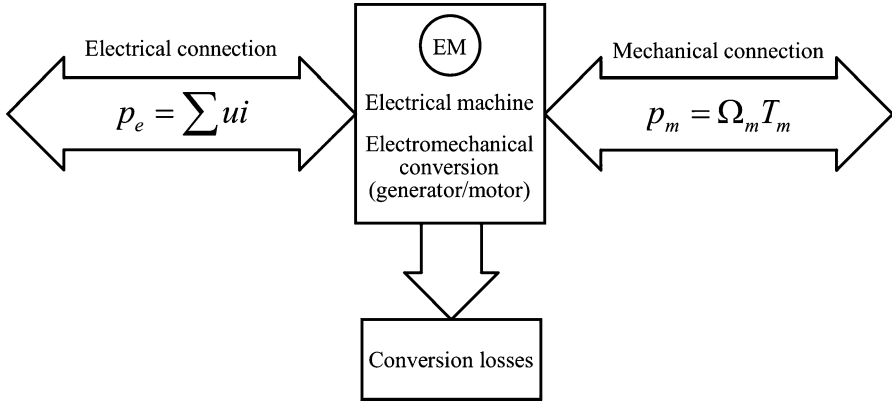 Electrical connection
p_e = ∑ ui
EM
Electrical machine
Electromechanical
conversion
(generator/motor)
Mechanical connection
p_m = Ω_m T_m
Conversion losses